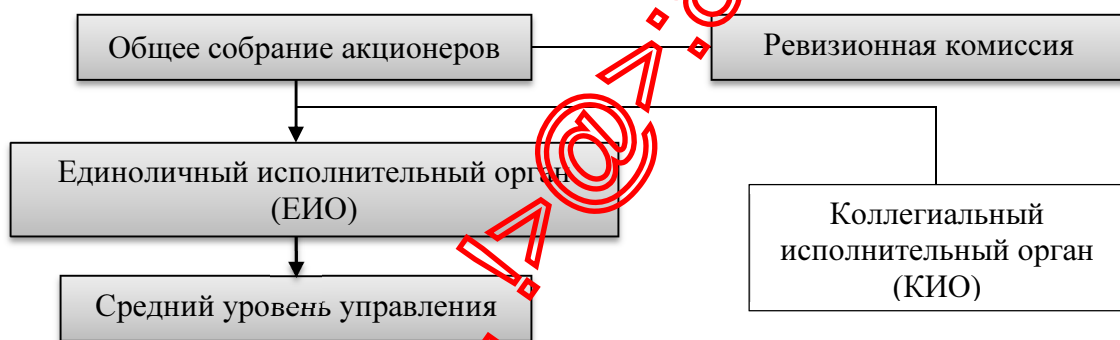 Общее собрание акционеров
Ревизионная комиссия
Единоличный исполнительный орган
(ЕИО)
Коллегиальный
исполнительный орган
(КИО)
Средний уровень управления